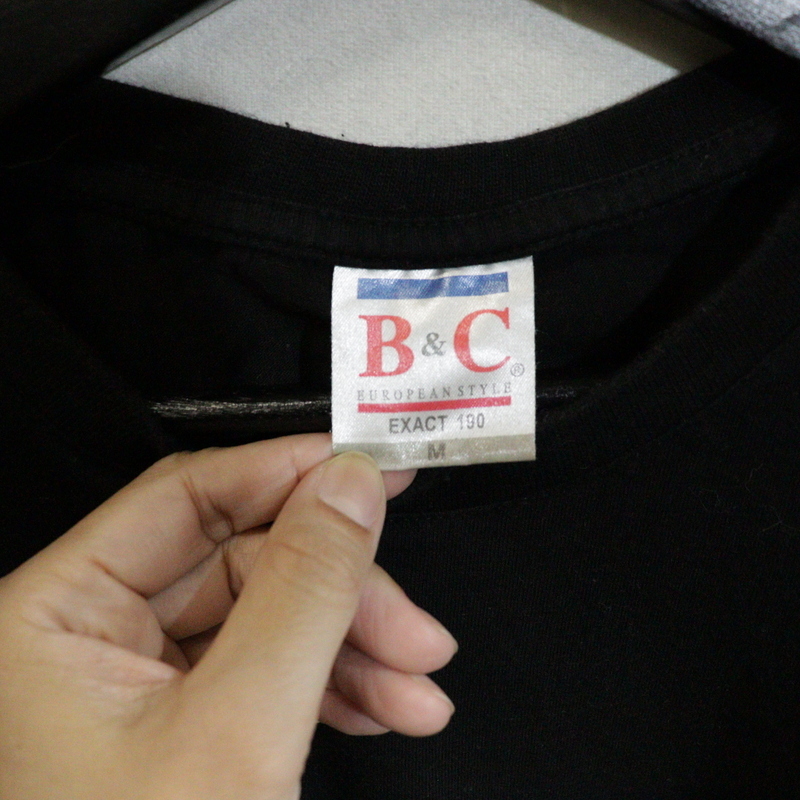 B & C ®
EUROPEAN STYLE
EXACT 190
M